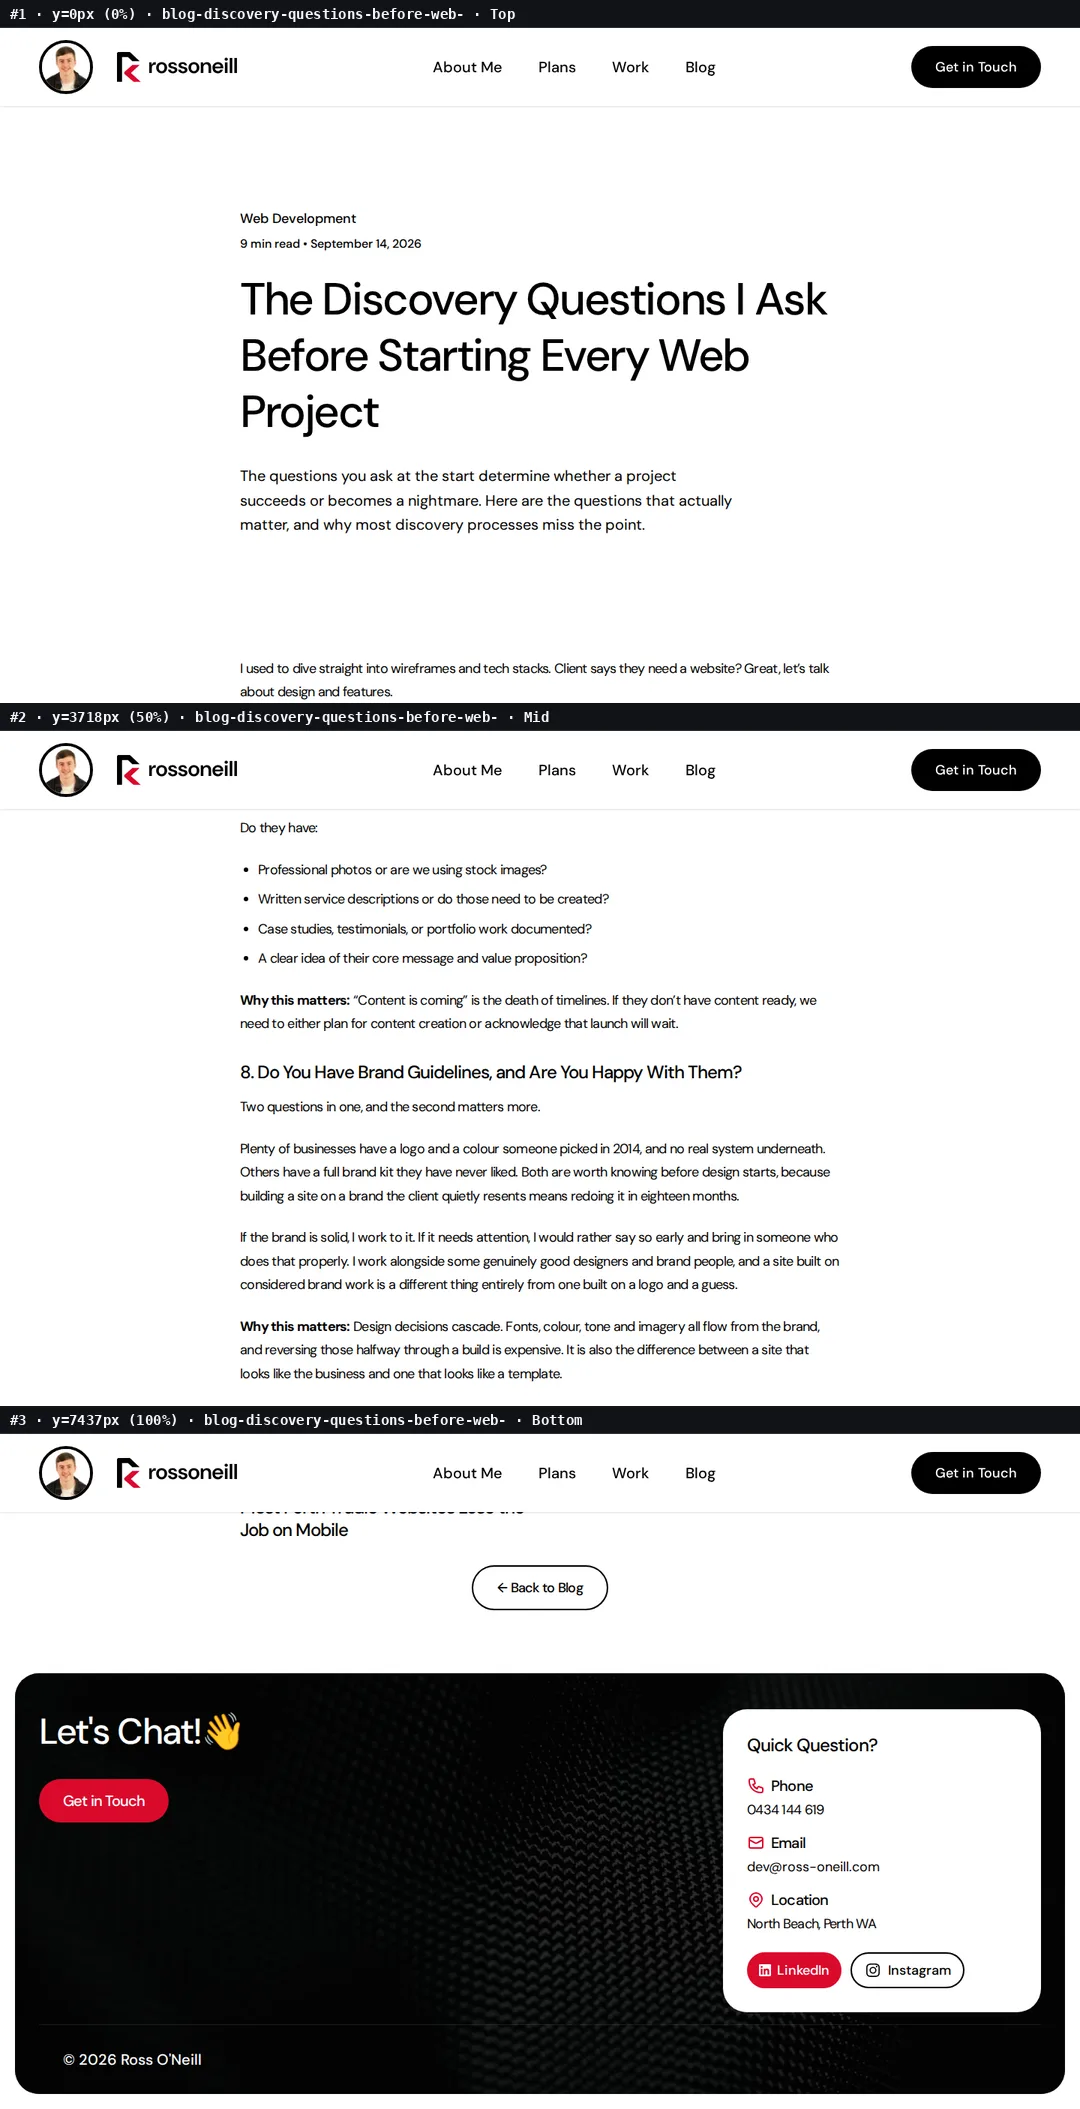 #1 · y=0px (0%) · blog-discovery-questions-before-web- · Top
rossoneill
About Me
Plans
Work
Blog
Get in Touch
Web Development
9 min read • September 14, 2026
The Discovery Questions I Ask
Before Starting Every Web
Project
The questions you ask at the start determine whether a project
succeeds or becomes a nightmare. Here are the questions that actually
matter, and why most discovery processes miss the point.
I used to dive straight into wireframes and tech stacks. Client says they need a website? Great, let’s talk
about design and features.
#2 · y=3718px (50%) · blog-discovery-questions-before-web- · Mid
rossoneill
About Me
Plans
Work
Blog
Get in Touch
Do they have:
• Professional photos or are we using stock images?
• Written service descriptions or do those need to be created?
• Case studies, testimonials, or portfolio work documented?
• A clear idea of their core message and value proposition?
Why this matters: “Content is coming” is the death of timelines. If they don’t have content ready, we
need to either plan for content creation or acknowledge that launch will wait.
8. Do You Have Brand Guidelines, and Are You Happy With Them?
Two questions in one, and the second matters more.
Plenty of businesses have a logo and a colour someone picked in 2014, and no real system underneath.
Others have a full brand kit they have never liked. Both are worth knowing before design starts, because
building a site on a brand the client quietly resents means redoing it in eighteen months.
If the brand is solid, I work to it. If it needs attention, I would rather say so early and bring in someone who
does that properly. I work alongside some genuinely good designers and brand people, and a site built on
considered brand work is a different thing entirely from one built on a logo and a guess.
Why this matters: Design decisions cascade. Fonts, colour, tone and imagery all flow from the brand,
and reversing those halfway through a build is expensive. It is also the difference between a site that
looks like the business and one that looks like a template.
#3 · y=7437px (100%) · blog-discovery-questions-before-web- · Bottom
rossoneill
About Me
Plans
Work
Blog
Get in Touch
Job on Mobile
← Back to Blog
Let's Chat!👋
Get in Touch
Quick Question?
Phone
0434 144 619
Email
dev@ross-oneill.com
Location
North Beach, Perth WA
LinkedIn
Instagram
© 2026 Ross O'Neill